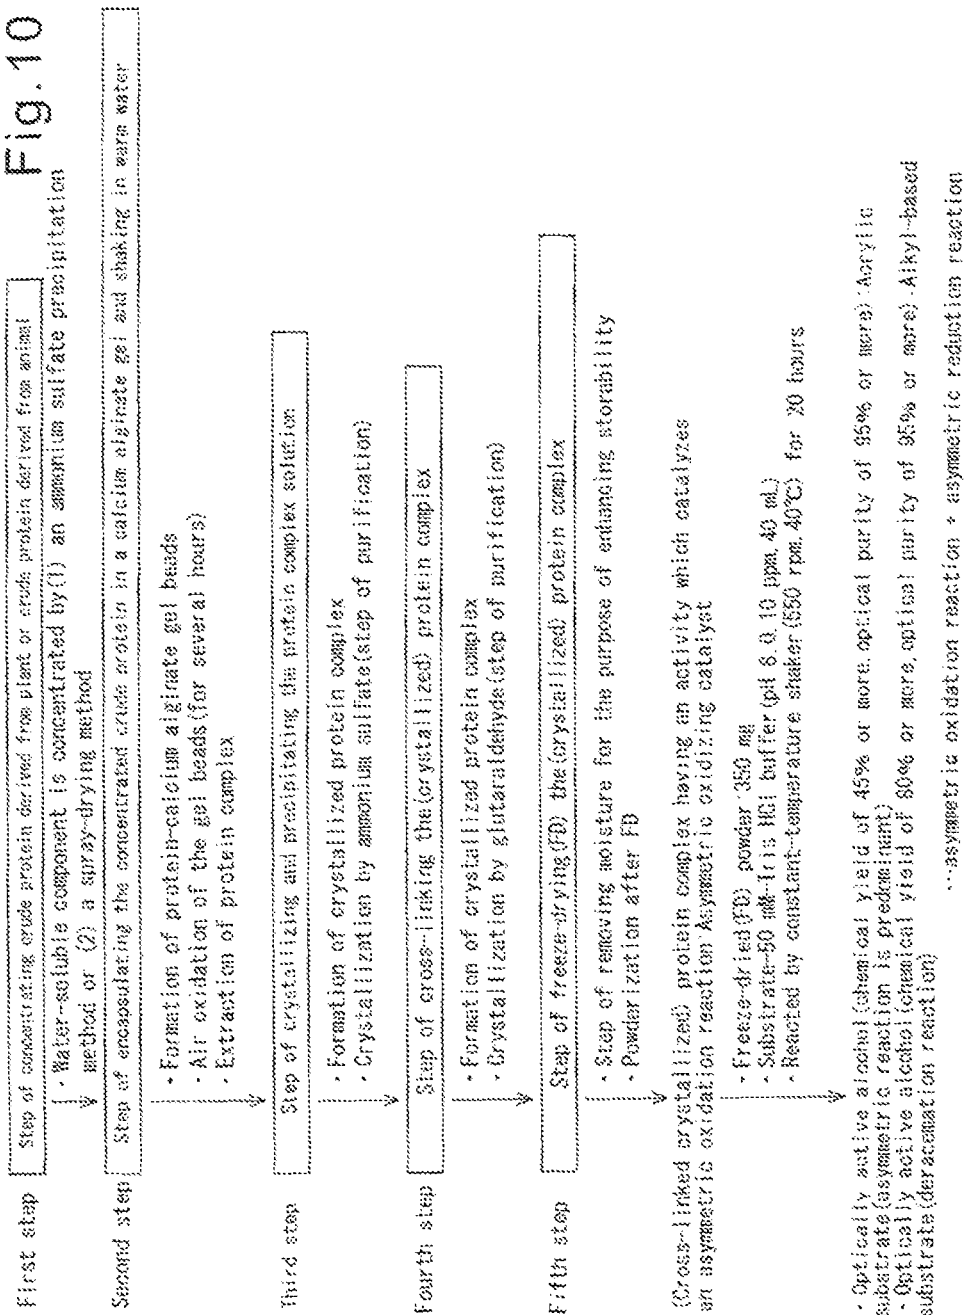 Fig.10
First step
Step of concentrating crude protein derived from plant or crude protein derived from animal
· Water-soluble component is concentrated by(1) an ammonium sulfate precipitation
method or (2) a spray-drying method
Second step
Step of encapsulating the concentrated crude protein in a calcium alginate gel and shaking in warm water
· Formation of protein-calcium alginate gel beads
· Air oxidation of the gel beads(for several hours)
· Extraction of protein complex
Third step
Step of crystallizing and precipitating the protein complex solution
· Formation of crystallized protein complex
· Crystallization by ammonium sulfate(step of purification)
Fourth step
Step of cross-linking the(crystallized) protein complex
· Formation of crystallized protein complex
· Crystallization by glutaraldehyde(step of purification)
Fifth step
Step of freeze-drying(FD) the(crystallized) protein complex
· Step of removing moisture for the purpose of enhancing storability
· Powderization after FD
(Cross-linked crystallized) protein complex having an activity which catalyzes
an asymmetric oxidation reaction Asymmetric oxidizing catalyst
· Freeze-dried(FD) powder 350 mg
· Substrate-50 mM-Tris HCl buffer(pH 8.0, 10 ppm, 40 mL)
· Reacted by constant-temperature shaker(550 rpm, 40℃) for 20 hours
· Optically active alcohol(chemical yield of 45% or more, optical purity of 95% or more)·Acrylic
substrate(asymmetric reaction is predominant)
· Optically active alcohol(chemical yield of 80% or more, optical purity of 95% or more)·Alkyl-based
substrate(deracemation reaction)
···asymmetric oxidation reaction + asymmetric reduction reaction